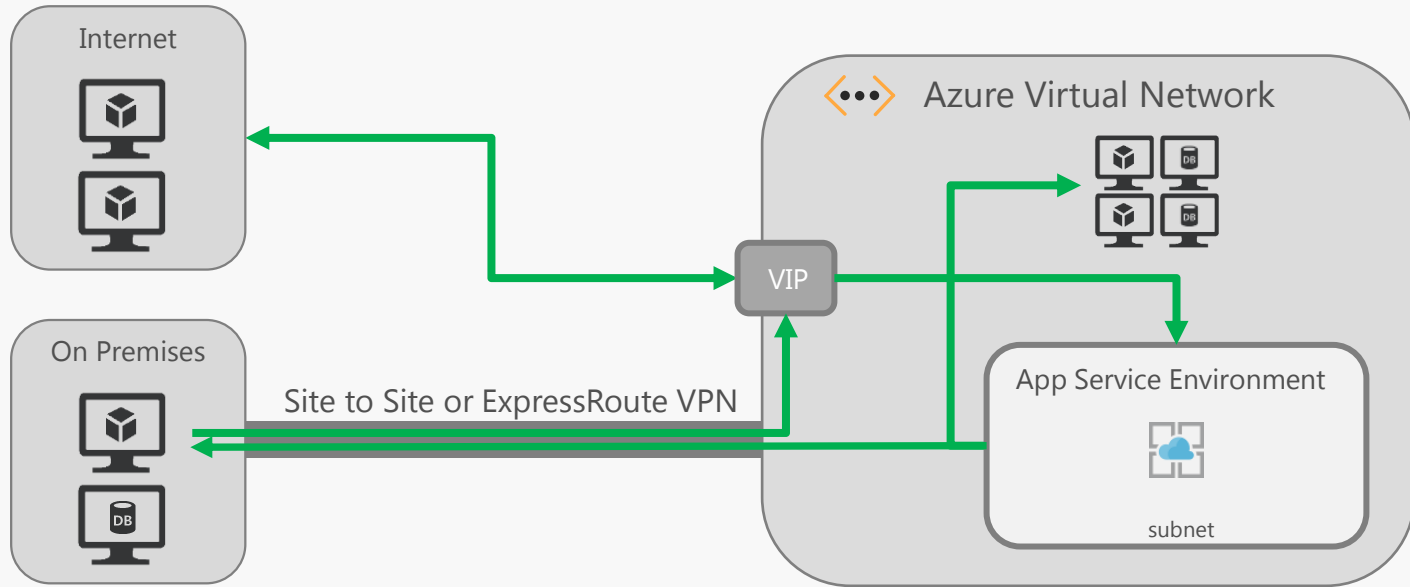 Internet
Azure Virtual Network
DB
DB
VIP
On Premises
Site to Site or ExpressRoute VPN
App Service Environment
DB
subnet